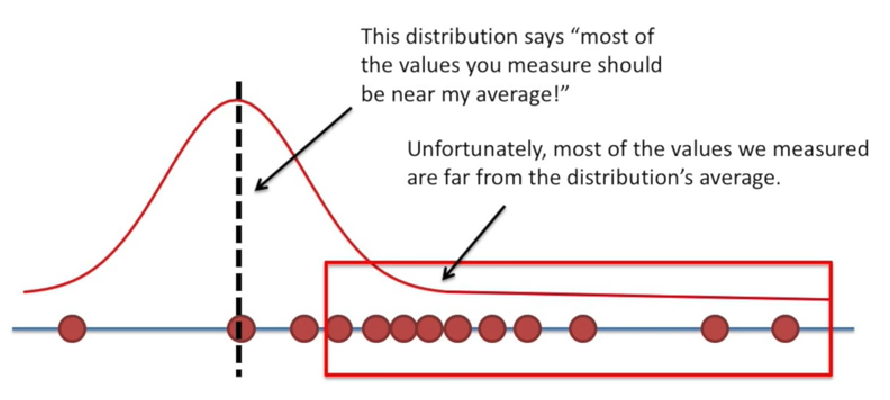 This distribution says “most of
the values you measure should
be near my average!”
Unfortunately, most of the values we measured
are far from the distribution’s average.